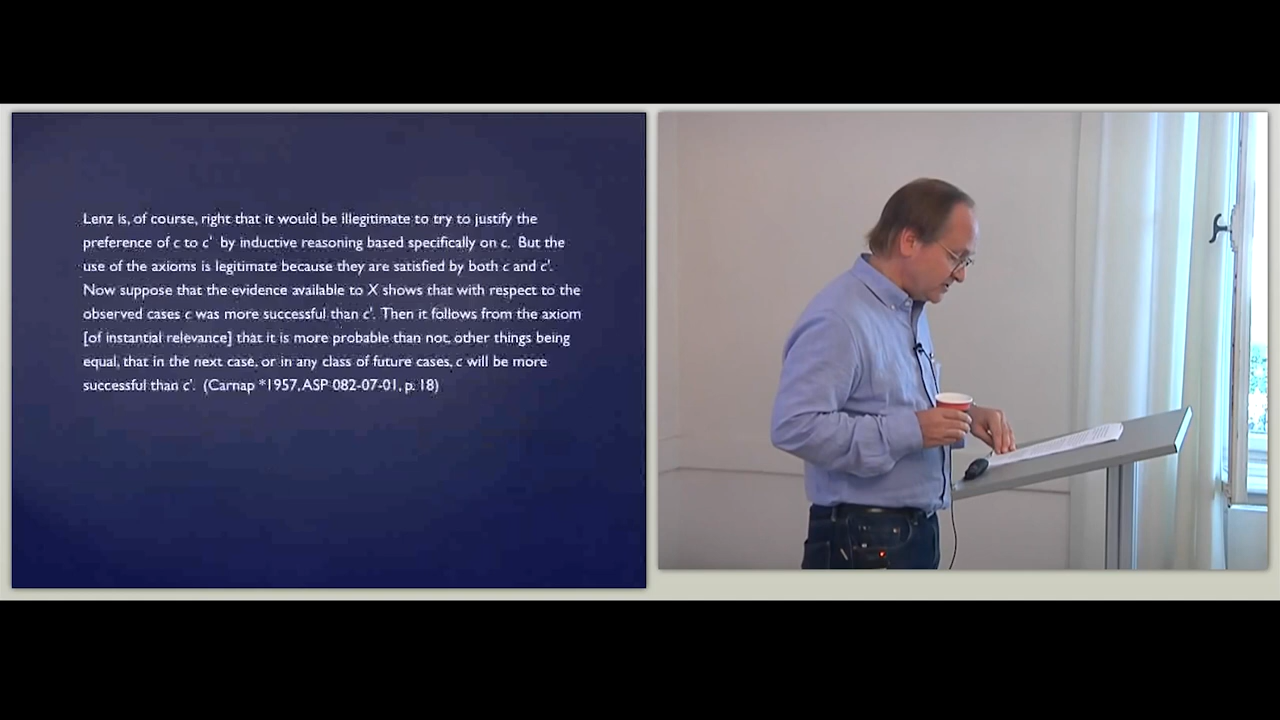 Lenz is, of course, right that it would be illegitimate to try to justify the
preference of c to c' by inductive reasoning based specifically on c. But the
use of the axioms is legitimate because they are satisfied by both c and c'.
Now suppose that the evidence available to X shows that with respect to the
observed cases c was more successful than c'. Then it follows from the axiom
[of instantial relevance] that it is more probable than not, other things being
equal, that in the next case, or in any class of future cases, c will be more
successful than c'. (Carnap *1957, ASP 082-07-01, p. 18)